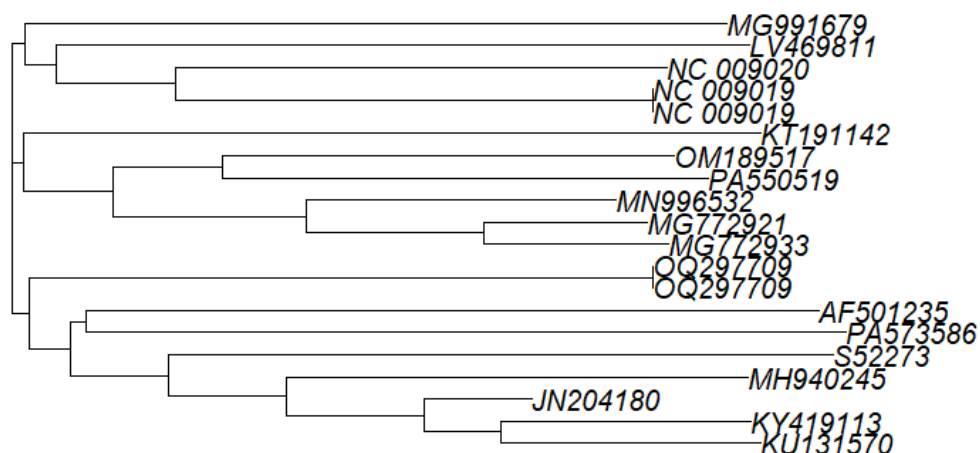 MG991679
LV469811
NC 009020
NC 009019
NC 009019
KT191142
OM189517
PA550519
MN996532
MG772921
MG772933
OQ297709
OQ297709
AF501235
PA573586
S52273
MH940245
JN204180
KY419113
KU131570